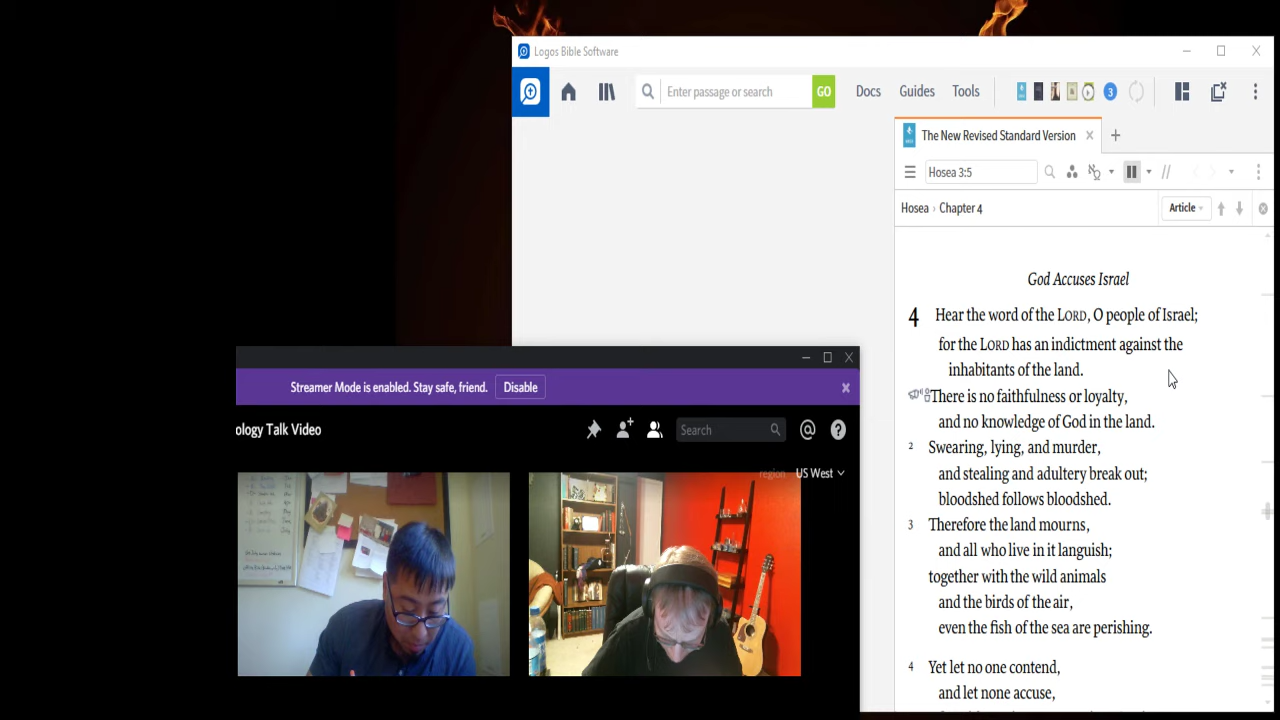 Logos Bible Software
Enter passage or search
GO
Docs
Guides
Tools
3
The New Revised Standard Version
Hosea 3:5
Hosea › Chapter 4
Article
God Accuses Israel
4 Hear the word of the LORD, O people of Israel;
for the LORD has an indictment against the
inhabitants of the land.
There is no faithfulness or loyalty,
and no knowledge of God in the land.
2 Swearing, lying, and murder,
and stealing and adultery break out;
bloodshed follows bloodshed.
3 Therefore the land mourns,
and all who live in it languish;
together with the wild animals
and the birds of the air,
even the fish of the sea are perishing.
4 Yet let no one contend,
and let none accuse,
Streamer Mode is enabled. Stay safe, friend.
Disable
ology Talk Video
Search
region
US West